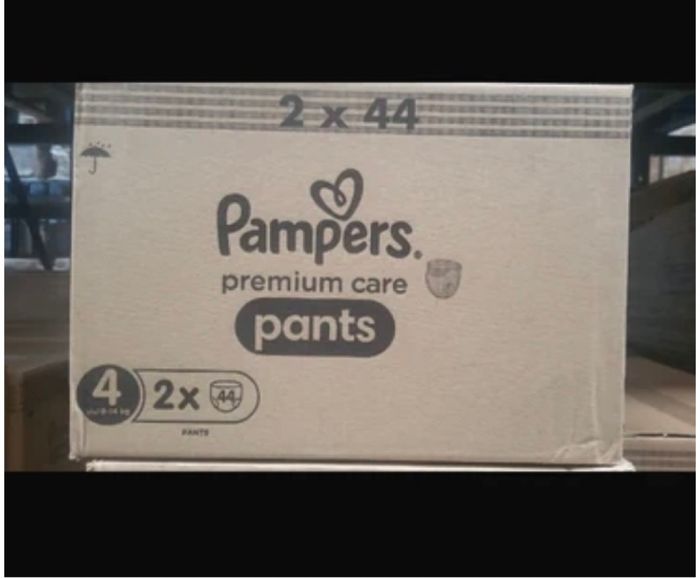 2 x 44
Pampers.
premium care
pants
4
2x 44
PANTS